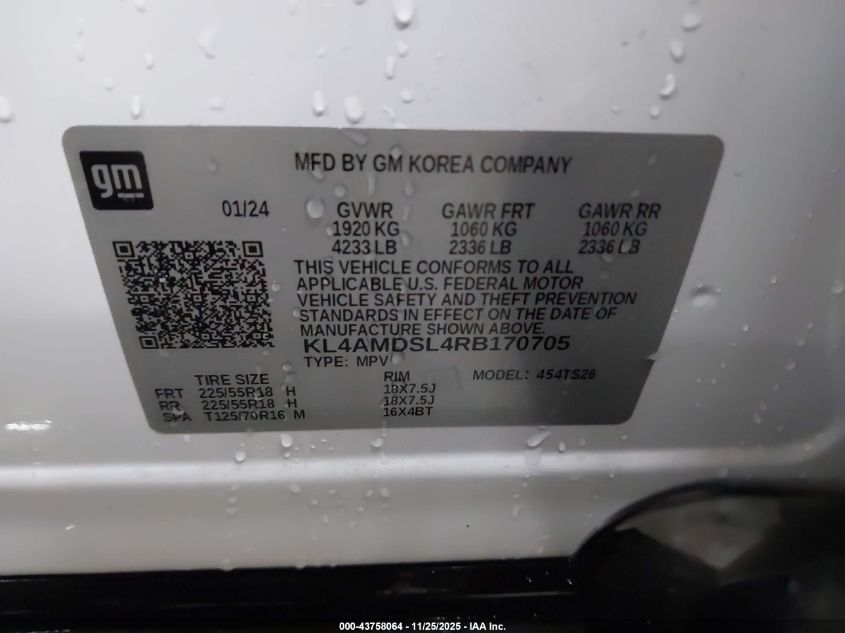 gm
MFD BY GM KOREA COMPANY
01/24 GVWR GAWR FRT GAWR RR
1920 KG 1060 KG 1060 KG
4233 LB 2336 LB 2336 LB
THIS VEHICLE CONFORMS TO ALL
APPLICABLE U.S. FEDERAL MOTOR
VEHICLE SAFETY AND THEFT PREVENTION
STANDARDS IN EFFECT ON THE DATE OF
MANUFACTURE SHOWN ABOVE.
KL4AMDSL4RB170705
TYPE: MPV MODEL: 454TS26
TIRE SIZE RIM
FRT 225/55R18 H 18X7.5J
RR 225/55R18 H 18X7.5J
SPA T125/70R16 M 16X4BT
000-43758064 - 11/25/2025 - IAA Inc.